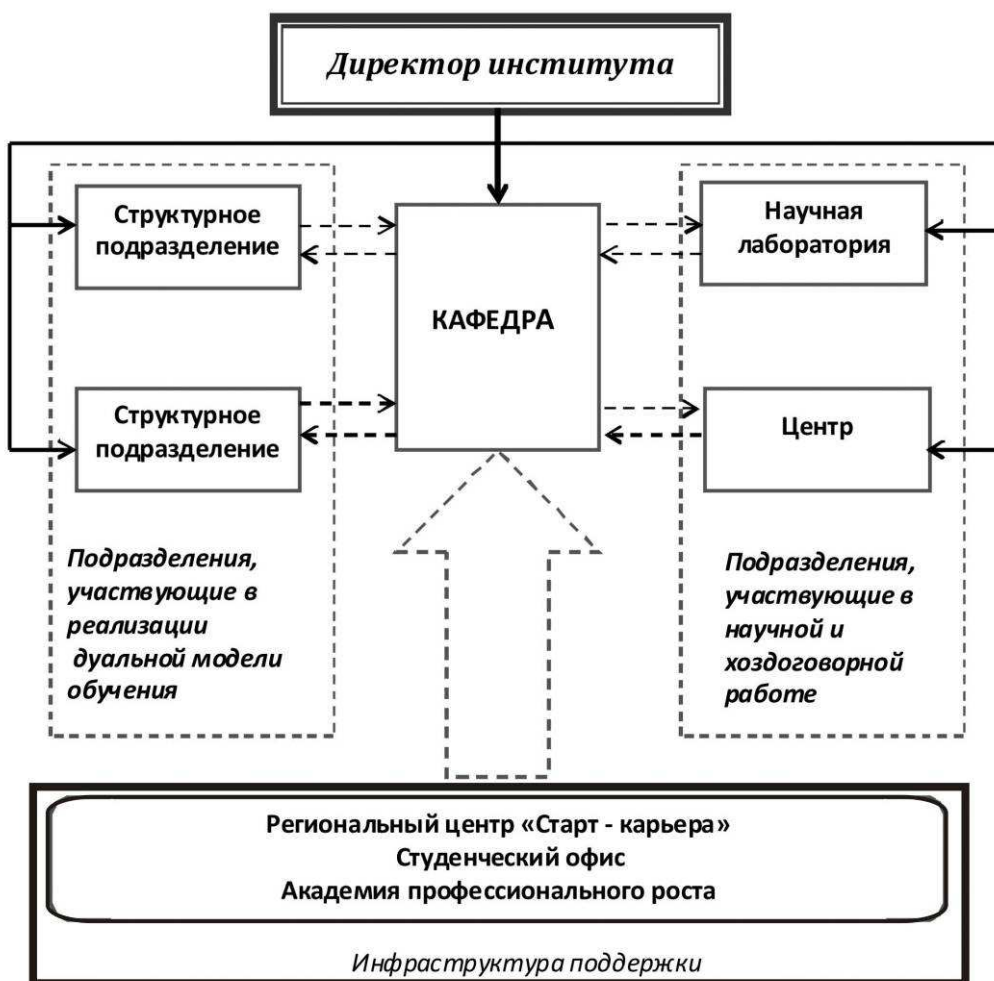 Директор института
Структурное
подразделение
КАФЕДРА
Научная
лаборатория
Структурное
подразделение
Центр
Подразделения,
участвующие в
реализации
дуальной модели
обучения
Подразделения,
участвующие в
научной и
хоздоговорной
работе
Региональный центр «Старт - карьера»
Студенческий офис
Академия профессионального роста
Инфраструктура поддержки